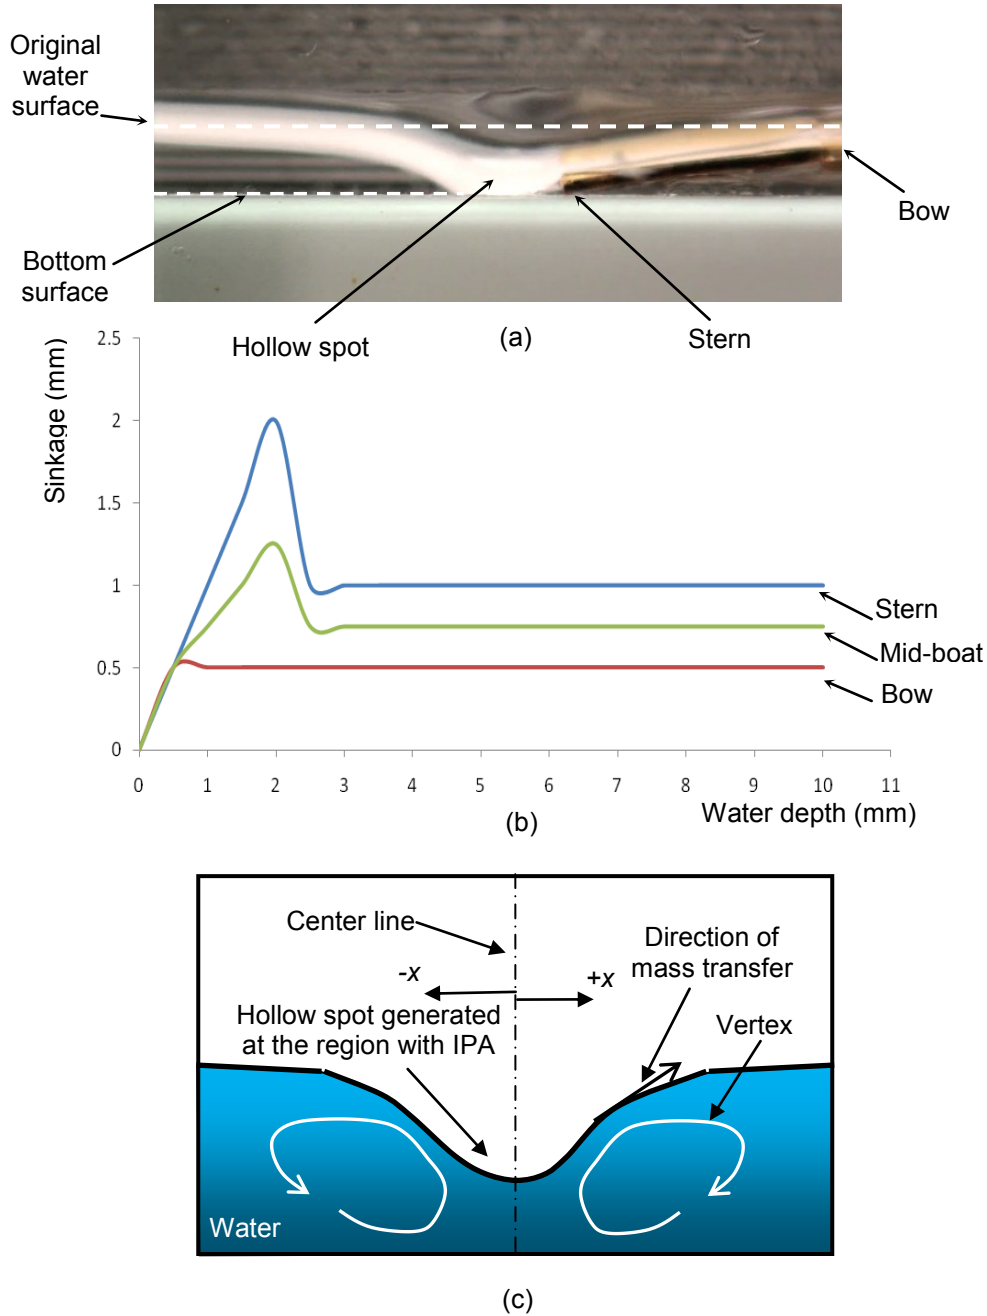 Original
water
surface
Bow
Bottom
surface
Hollow spot
(a)
Stern
Sinkage (mm)
2.5
2
1.5
1
0.5
0
Stern
Mid-boat
Bow
0 1 2 3 4 5 6 7 8 9 10 11
Water depth (mm)
(b)
Center line
Direction of
mass transfer
-x
+x
Hollow spot generated
at the region with IPA
Vertex
Water
(c)